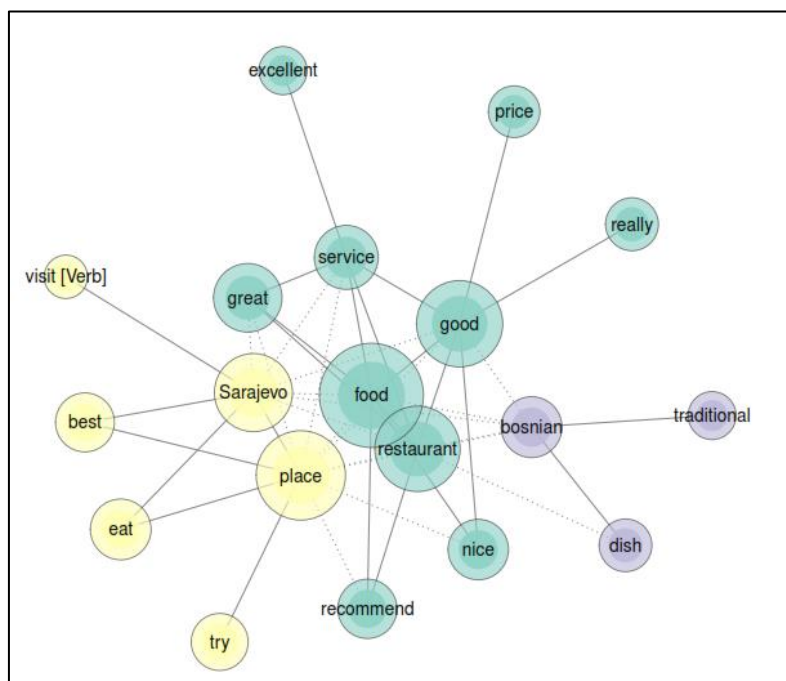 excellent
price
really
service
visit [Verb]
great
good
Sarajevo
food
best
traditional
bosnian
restaurant
place
eat
dish
nice
recommend
try